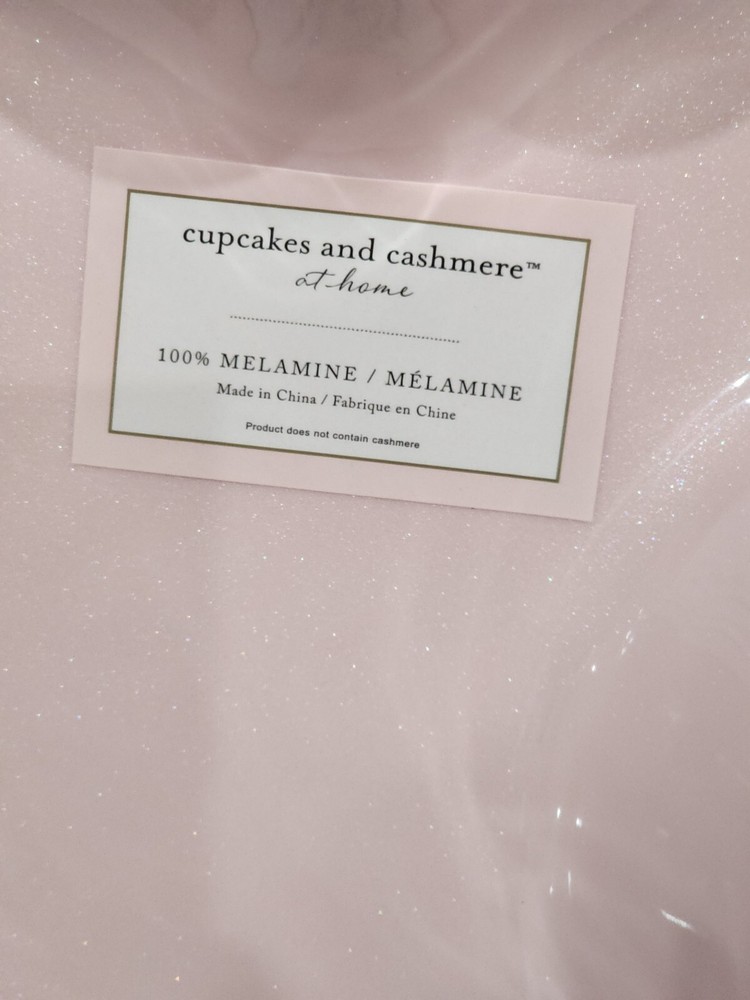 cupcakes and cashmere™
at home
100% MELAMINE / MÉLAMINE
Made in China / Fabrique en Chine
Product does not contain cashmere